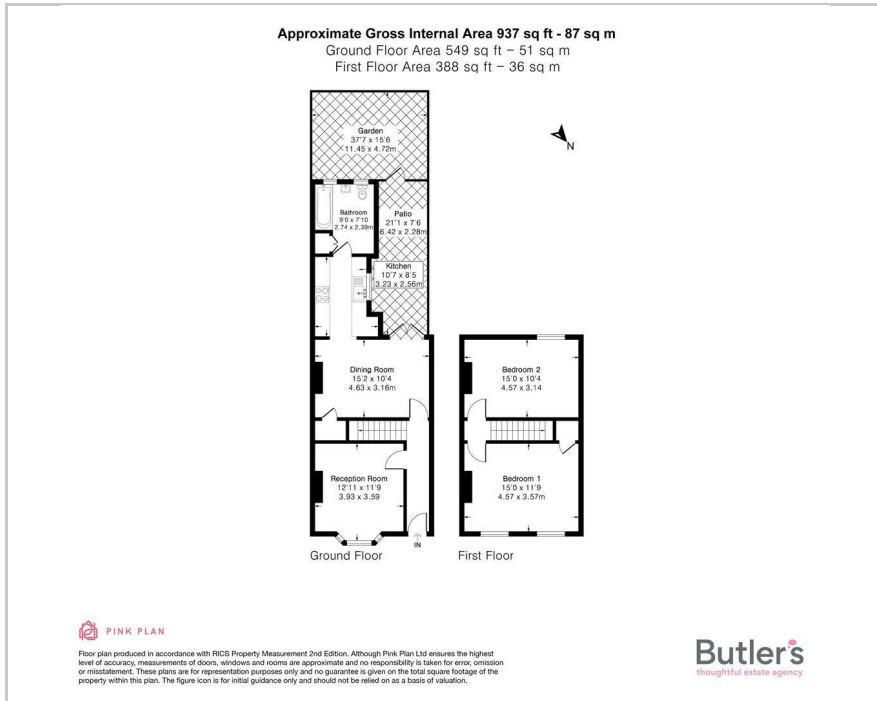 Approximate Gross Internal Area 937 sq ft - 87 sq m
Ground Floor Area 549 sq ft – 51 sq m
First Floor Area 388 sq ft – 36 sq m
Garden
37'7 x 15'6
11.45 x 4.72m
N
Bathroom
9'0 x 7'10
2.74 x 2.39m
Patio
21'1 x 7'6
6.42 x 2.28m
Kitchen
10'7 x 8'5
3.23 x 2.56m
Dining Room
15'2 x 10'4
4.63 x 3.16m
Bedroom 2
15'0 x 10'4
4.57 x 3.14
Reception Room
12'11 x 11'9
3.93 x 3.59
Bedroom 1
15'0 x 11'9
4.57 x 3.57m
IN
Ground Floor
First Floor
PINK PLAN
Floor plan produced in accordance with RICS Property Measurement 2nd Edition. Although Pink Plan Ltd ensures the highest
level of accuracy, measurements of doors, windows and rooms are approximate and no responsibility is taken for error, omission
or misstatement. These plans are for representation purposes only and no guarantee is given on the total square footage of the
property within this plan. The figure icon is for initial guidance only and should not be relied on as a basis of valuation.
Butler's
thoughtful estate agency